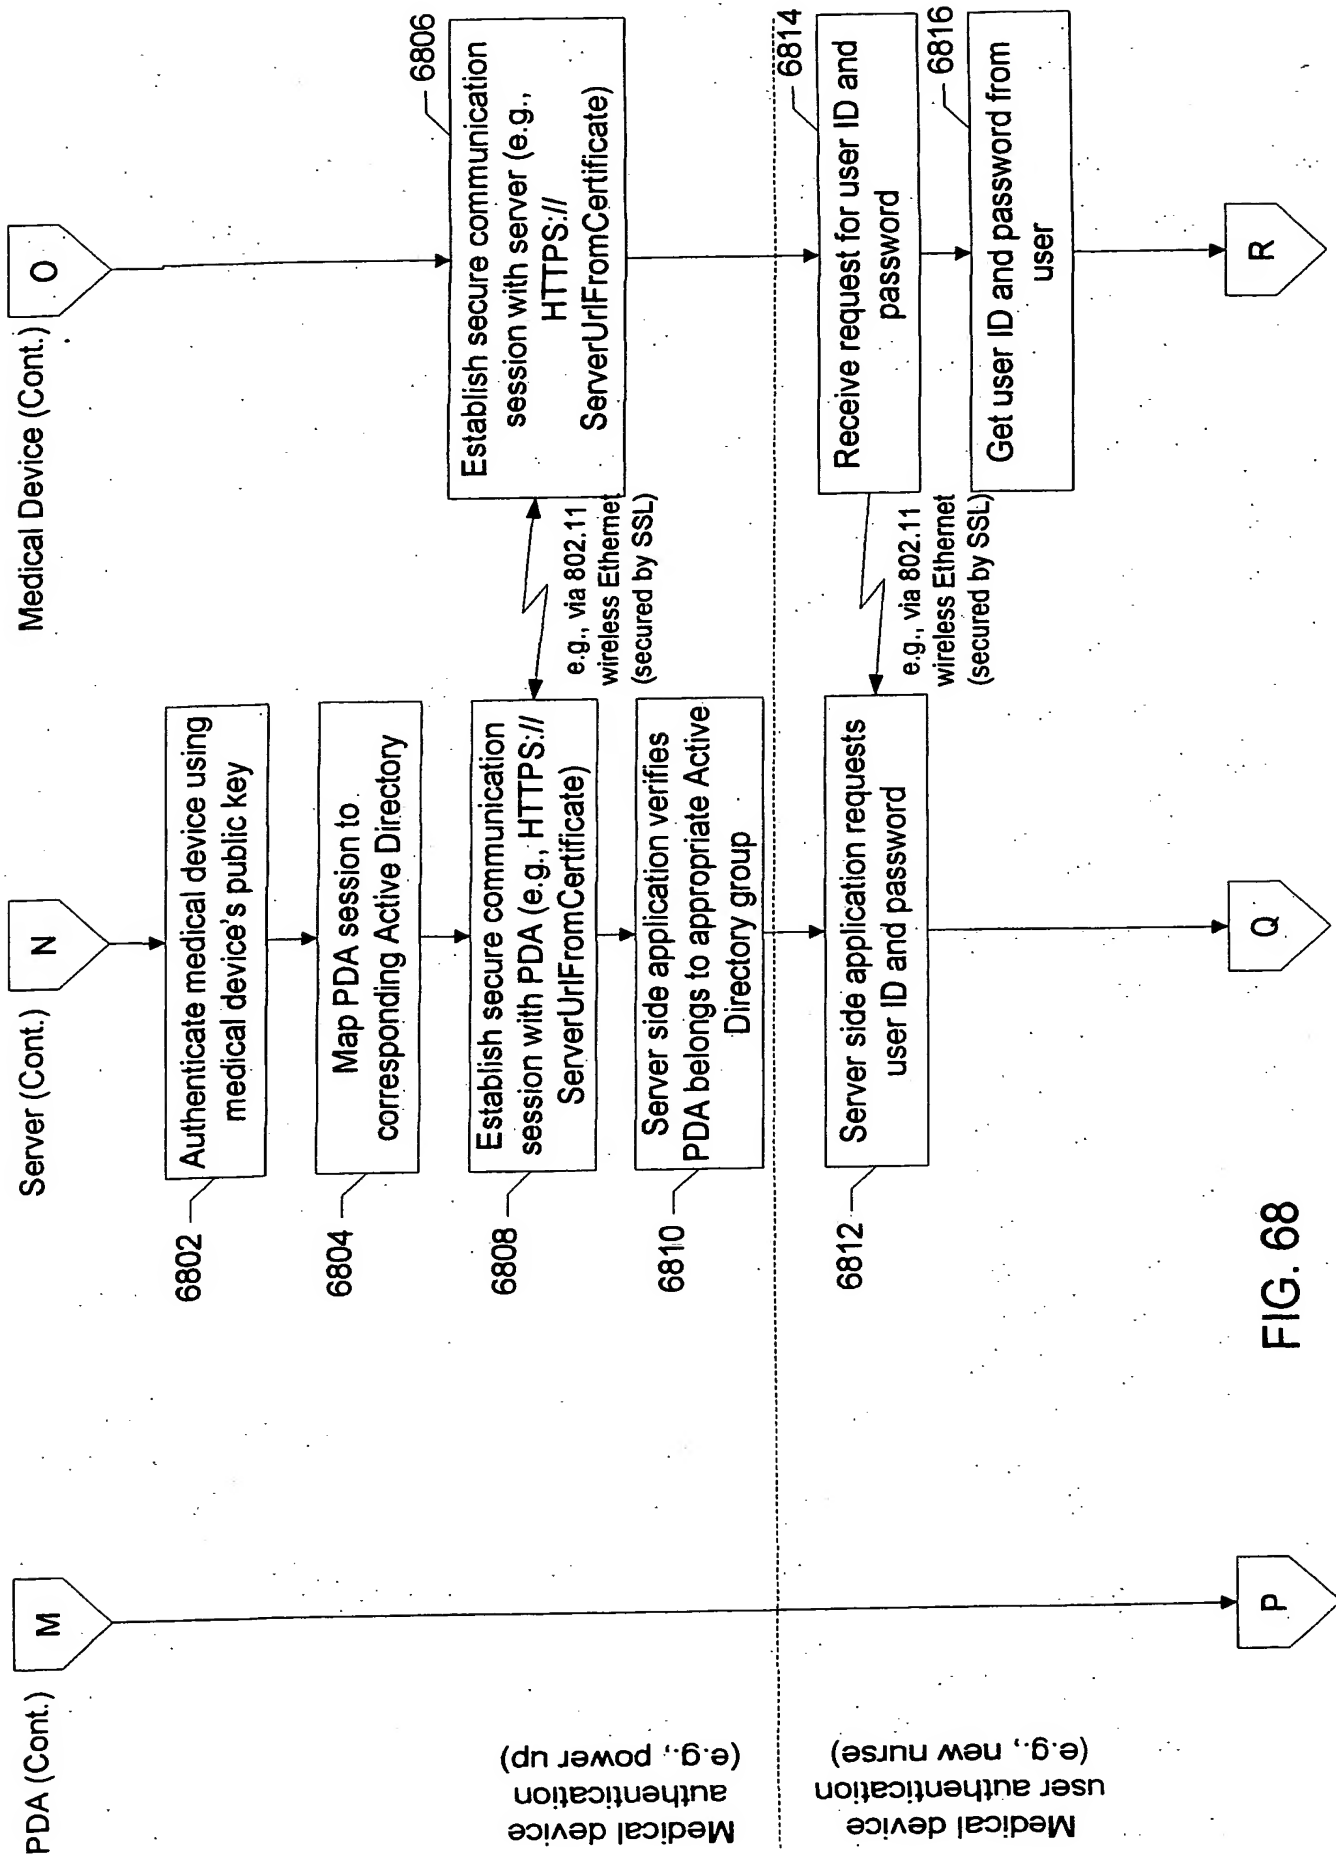 PDA (Cont.)
M
Server (Cont.)
N
Medical Device (Cont.)
O
6802
Authenticate medical device using
medical device's public key
6804
Map PDA session to
corresponding Active Directory
6806
Establish secure communication
session with server (e.g.,
HTTPS://
ServerUrlFromCertificate)
6808
Establish secure communication
session with PDA (e.g., HTTPS://
ServerUrlFromCertificate)
e.g., via 802.11
wireless Ethernet
(secured by SSL)
6810
Server side application verifies
PDA belongs to appropriate Active
Directory group
Medical device
authentication
(e.g., power up)
Medical device
user authentication
(e.g., new nurse)
6812
Server side application requests
user ID and password
e.g., via 802.11
wireless Ethernet
(secured by SSL)
6814
Receive request for user ID and
password
6816
Get user ID and password from
user
P
Q
R
FIG. 68